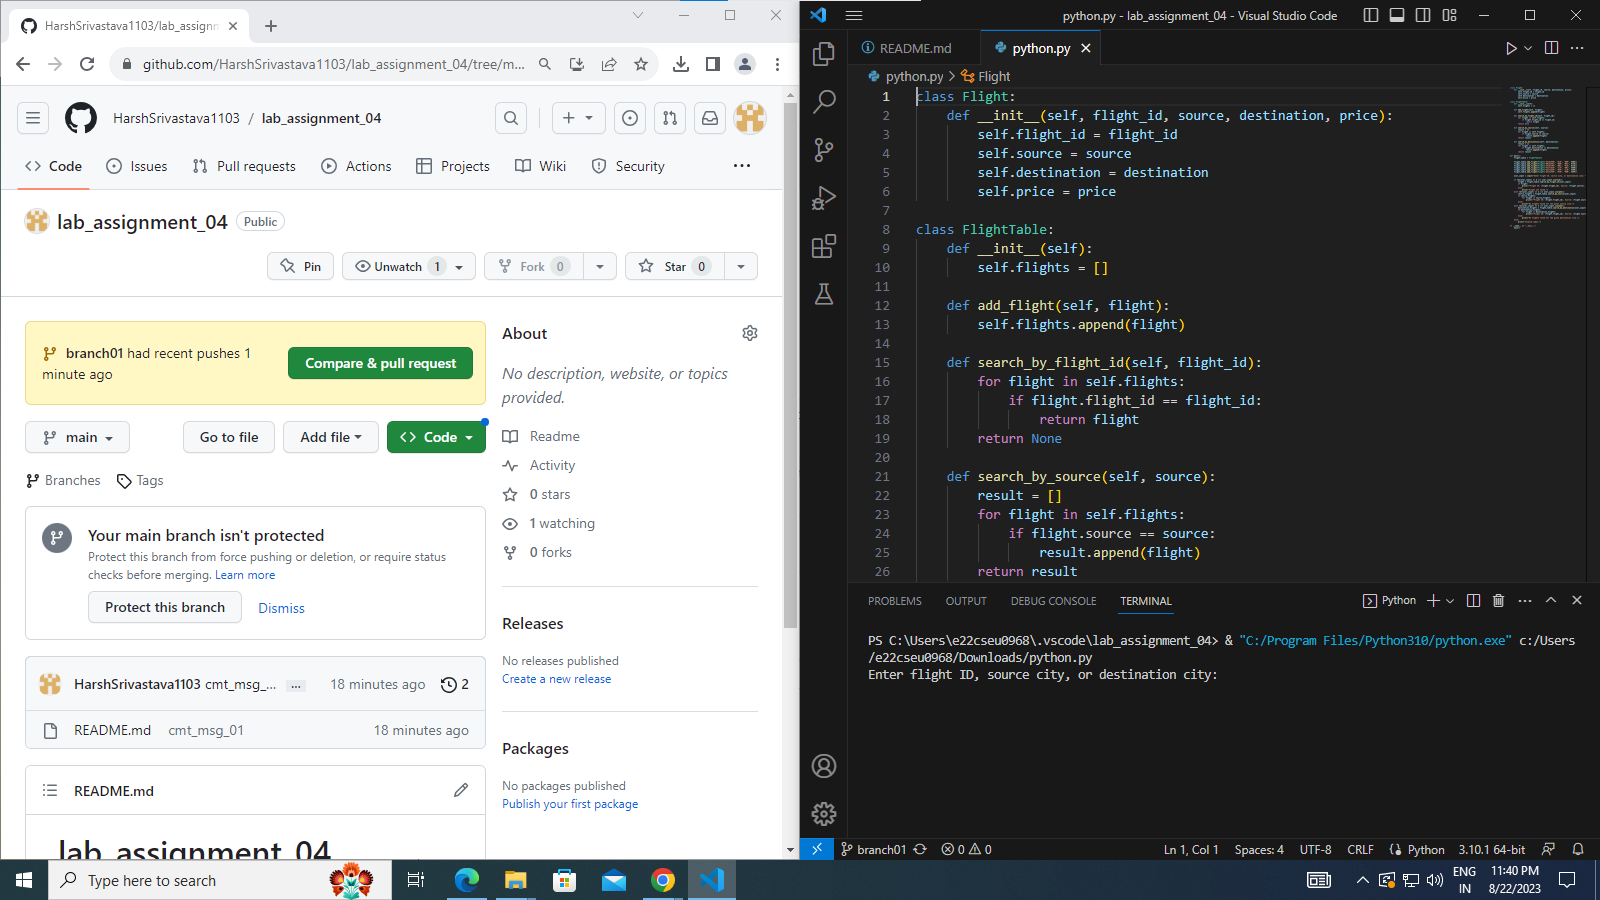 HarshSrivastava1103/lab_assignm
github.com/HarshSrivastava1103/lab_assignment_04/tree/m...
HarshSrivastava1103 / lab_assignment_04
Code
Issues
Pull requests
Actions
Projects
Wiki
Security
lab_assignment_04 Public
Pin
Unwatch 1
Fork 0
Star 0
branch01 had recent pushes 1
minute ago
Compare & pull request
main
Go to file
Add file
Code
Branches
Tags
Your main branch isn't protected
Protect this branch from force pushing or deletion, or require status
checks before merging. Learn more
Protect this branch
Dismiss
HarshSrivastava1103 cmt_msg_... ... 18 minutes ago 2
README.md cmt_msg_01 18 minutes ago
README.md
lab_assignment_04
About
No description, website, or topics
provided.
Readme
Activity
0 stars
1 watching
0 forks
Releases
No releases published
Create a new release
Packages
No packages published
Publish your first package
python.py - lab_assignment_04 - Visual Studio Code
README.md
python.py
python.py > Flight
1 class Flight:
2 def __init__(self, flight_id, source, destination, price):
3 self.flight_id = flight_id
4 self.source = source
5 self.destination = destination
6 self.price = price
7
8 class FlightTable:
9 def __init__(self):
10 self.flights = []
11
12 def add_flight(self, flight):
13 self.flights.append(flight)
14
15 def search_by_flight_id(self, flight_id):
16 for flight in self.flights:
17 if flight.flight_id == flight_id:
18 return flight
19 return None
20
21 def search_by_source(self, source):
22 result = []
23 for flight in self.flights:
24 if flight.source == source:
25 result.append(flight)
26 return result
PROBLEMS OUTPUT DEBUG CONSOLE TERMINAL
Python
PS C:\Users\e22cseu0968\.vscode\lab_assignment_04> & "C:/Program Files/Python310/python.exe" c:/Users
/e22cseu0968/Downloads/python.py
Enter flight ID, source city, or destination city:
branch01 0 0 Ln 1, Col 1 Spaces: 4 UTF-8 CRLF Python 3.10.1 64-bit
Type here to search
ENG
IN
11:40 PM
8/22/2023